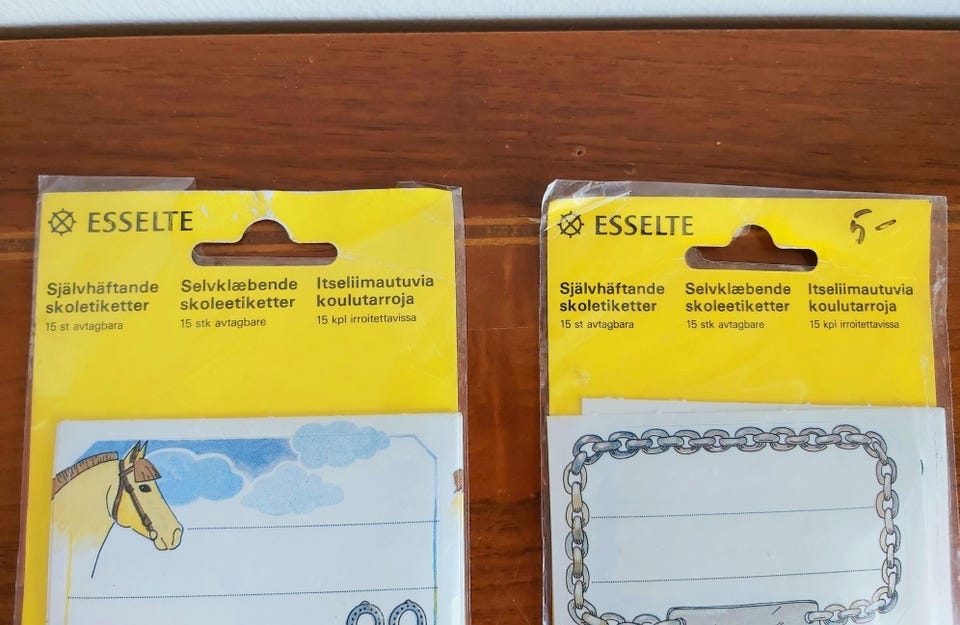 ESSELTE
Självhäftande
skoletiketter
15 st avtagbara
Selvklæbende
skoleetiketter
15 stk avtagbare
Itseliimautuvia
koulutarroja
15 kpl irroitettavissa
ESSELTE
5-
Självhäftande
skoletiketter
15 st avtagbara
Selvklæbende
skoleetiketter
15 stk avtagbare
Itseliimautuvia
koulutarroja
15 kpl irroitettavissa